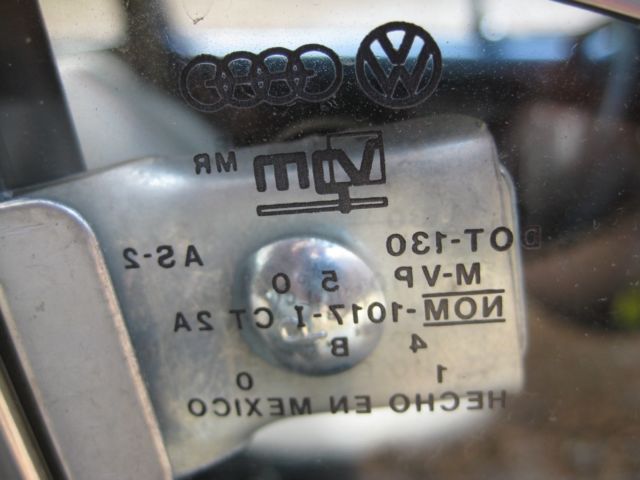 VW
vpm MR
DOT-130 AS-2
M-VP 5 0
NOM-1017-I CT 2A
4 B
1 0
HECHO EN MEXICO